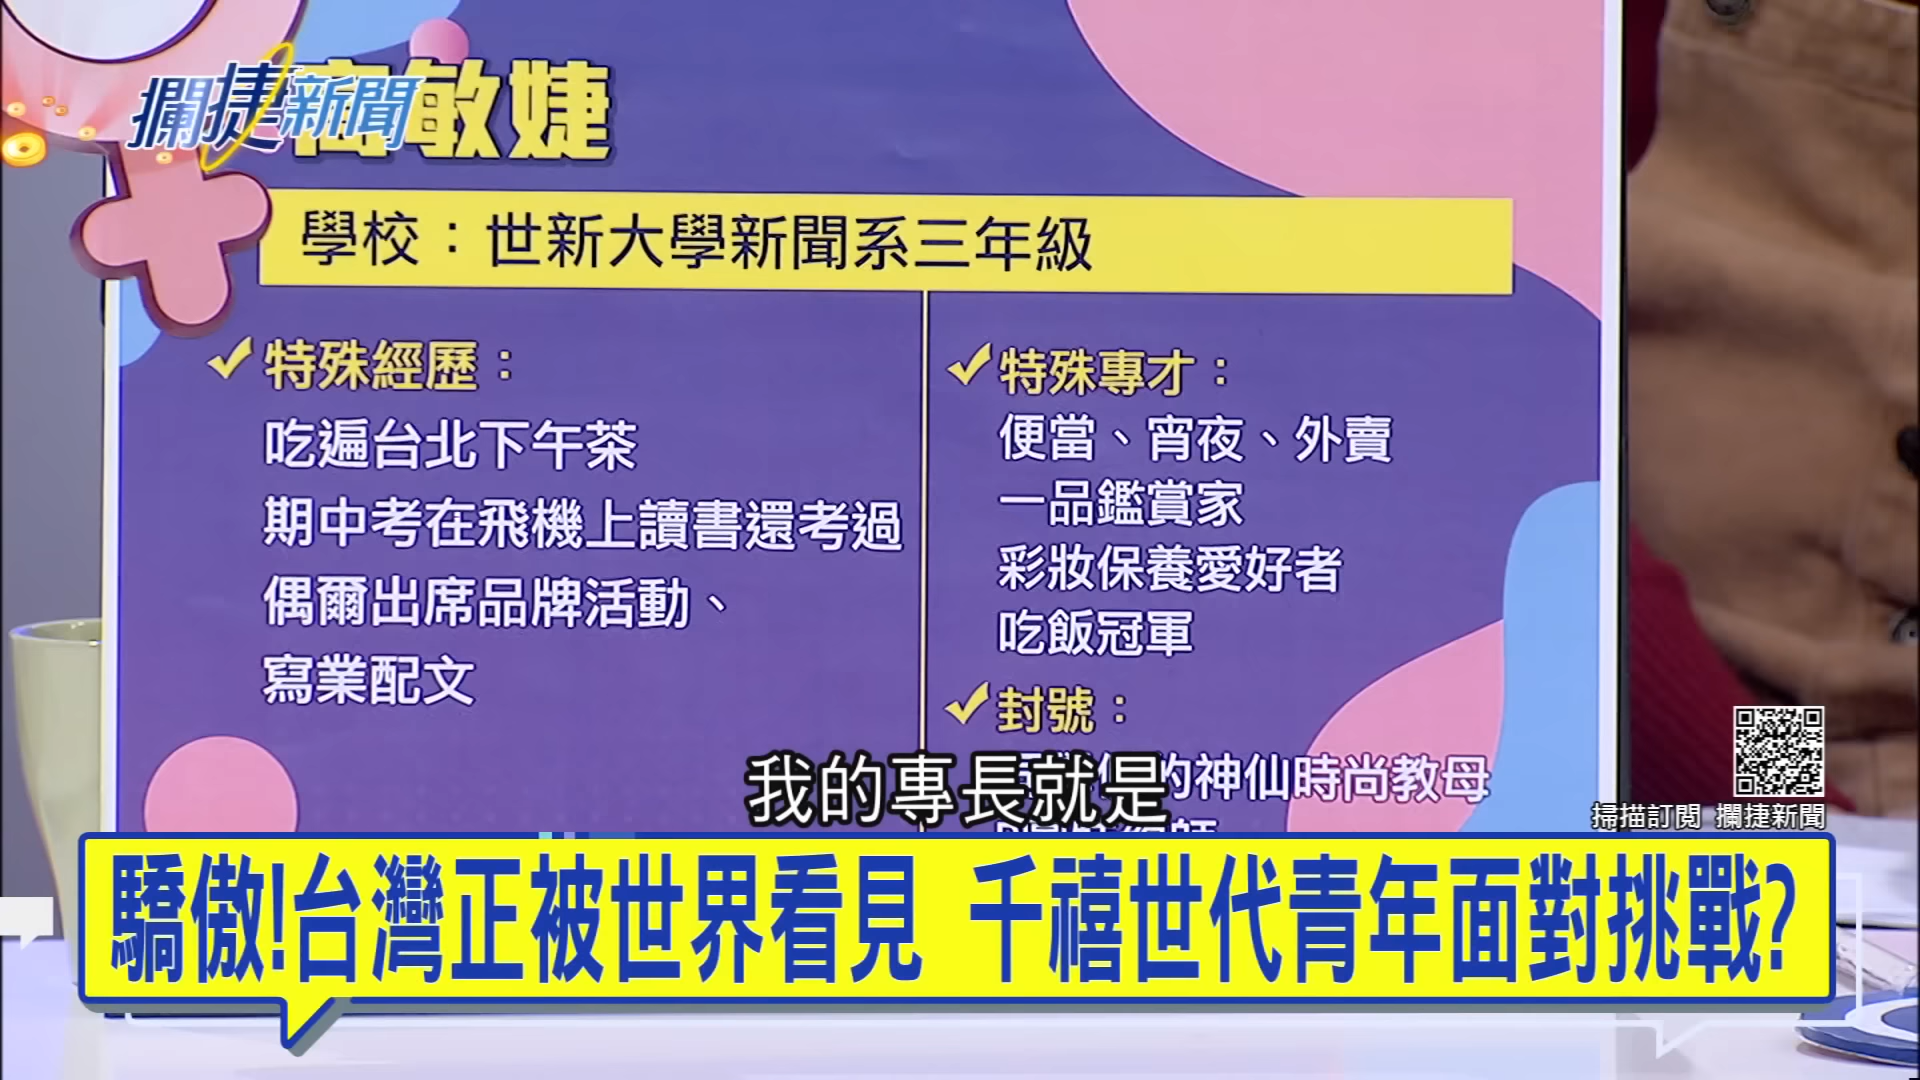 攔捷新聞
敏婕
學校：世新大學新聞系三年級
特殊經歷：
吃遍台北下午茶
期中考在飛機上讀書還考過
偶爾出席品牌活動、
寫業配文
特殊專才：
便當、宵夜、外賣
一品鑑賞家
彩妝保養愛好者
吃飯冠軍
封號：
的神仙時尚教母
我的專長就是
掃描訂閱 攔捷新聞
驕傲!台灣正被世界看見 千禧世代青年面對挑戰?